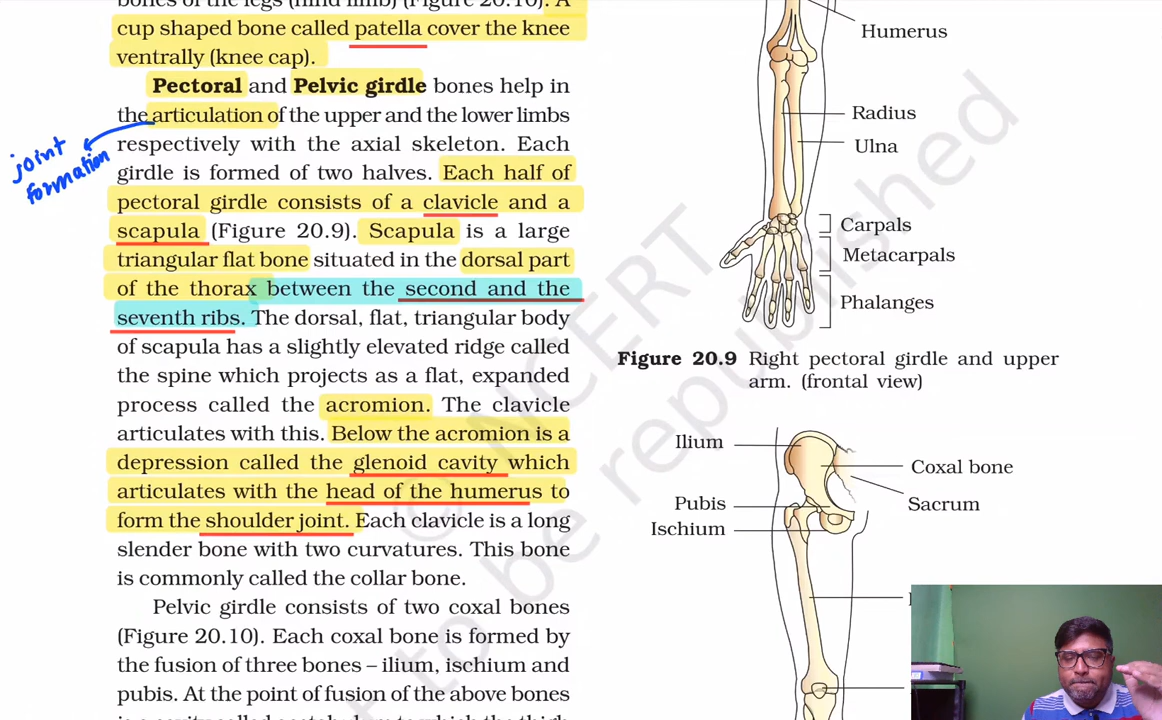 bones of the legs (hind limb) (Figure 20.10). A
cup shaped bone called patella cover the knee
ventrally (knee cap).
Pectoral and Pelvic girdle bones help in
the articulation of the upper and the lower limbs
respectively with the axial skeleton. Each
girdle is formed of two halves. Each half of
pectoral girdle consists of a clavicle and a
scapula (Figure 20.9). Scapula is a large
triangular flat bone situated in the dorsal part
of the thorax between the second and the
seventh ribs. The dorsal, flat, triangular body
of scapula has a slightly elevated ridge called
the spine which projects as a flat, expanded
process called the acromion. The clavicle
articulates with this. Below the acromion is a
depression called the glenoid cavity which
articulates with the head of the humerus to
form the shoulder joint. Each clavicle is a long
slender bone with two curvatures. This bone
is commonly called the collar bone.
Pelvic girdle consists of two coxal bones
(Figure 20.10). Each coxal bone is formed by
the fusion of three bones – ilium, ischium and
pubis. At the point of fusion of the above bones
is a cavity called acetabulum to which the thigh
joint
formation
Humerus
Radius
Ulna
Carpals
Metacarpals
Phalanges
Figure 20.9 Right pectoral girdle and upper
arm. (frontal view)
Ilium
Coxal bone
Pubis
Sacrum
Ischium
© NCERT
to be republished